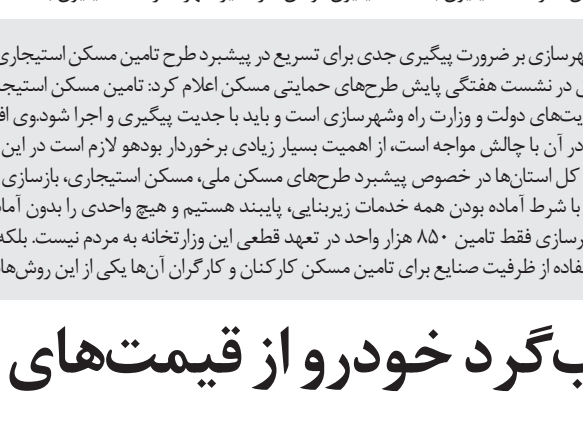 هرسازی بر ضرورت پیگیری جدی برای تسریع در پیشبرد طرح تامین مسکن استیجاری
در نشست هفتگی پایش طرح‌های حمایتی مسکن اعلام کرد: تامین مسکن استیج
یت‌های دولت و وزارت راه وشهرسازی است و باید با جدیت پیگیری و اجرا شود.وی اف
در آن با چالش مواجه است، از اهمیت بسیار زیادی برخوردار بودهو لازم است در این
کل استان‌ها در خصوص پیشبرد طرح‌های مسکن ملی، مسکن استیجاری، بازسازی
با شرط آماده بودن همه خدمات زیربنایی، پایبند هستیم و هیچ واحدی را بدون آما
رسازی فقط تامین ۸۵۰ هزار واحد در تعهد قطعی این وزارتخانه به مردم نیست. بلکه
فاده از ظرفیت صنایع برای تامین مسکن کارکنان و کارگران آن‌ها یکی از این روش‌ها
ب‌گرد خودرو از قیمت‌های